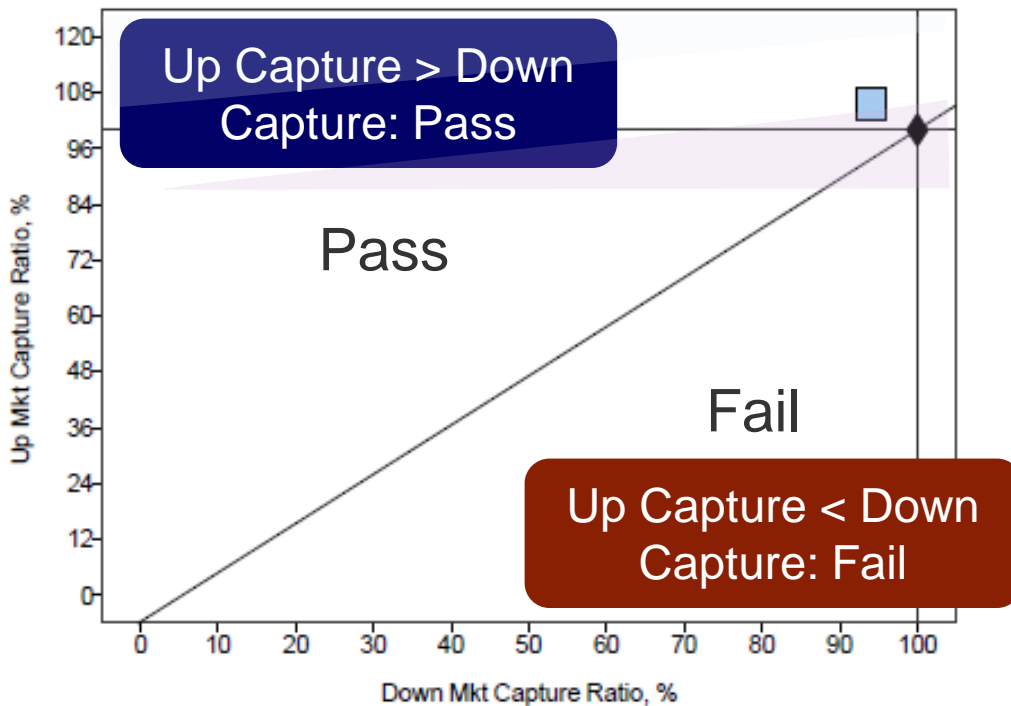 Up Capture > Down
Capture: Pass
Pass
Fail
Up Capture < Down
Capture: Fail
Up Mkt Capture Ratio, %
120
108
96
84
72
60
48
36
24
12
0
0 10 20 30 40 50 60 70 80 90 100
Down Mkt Capture Ratio, %